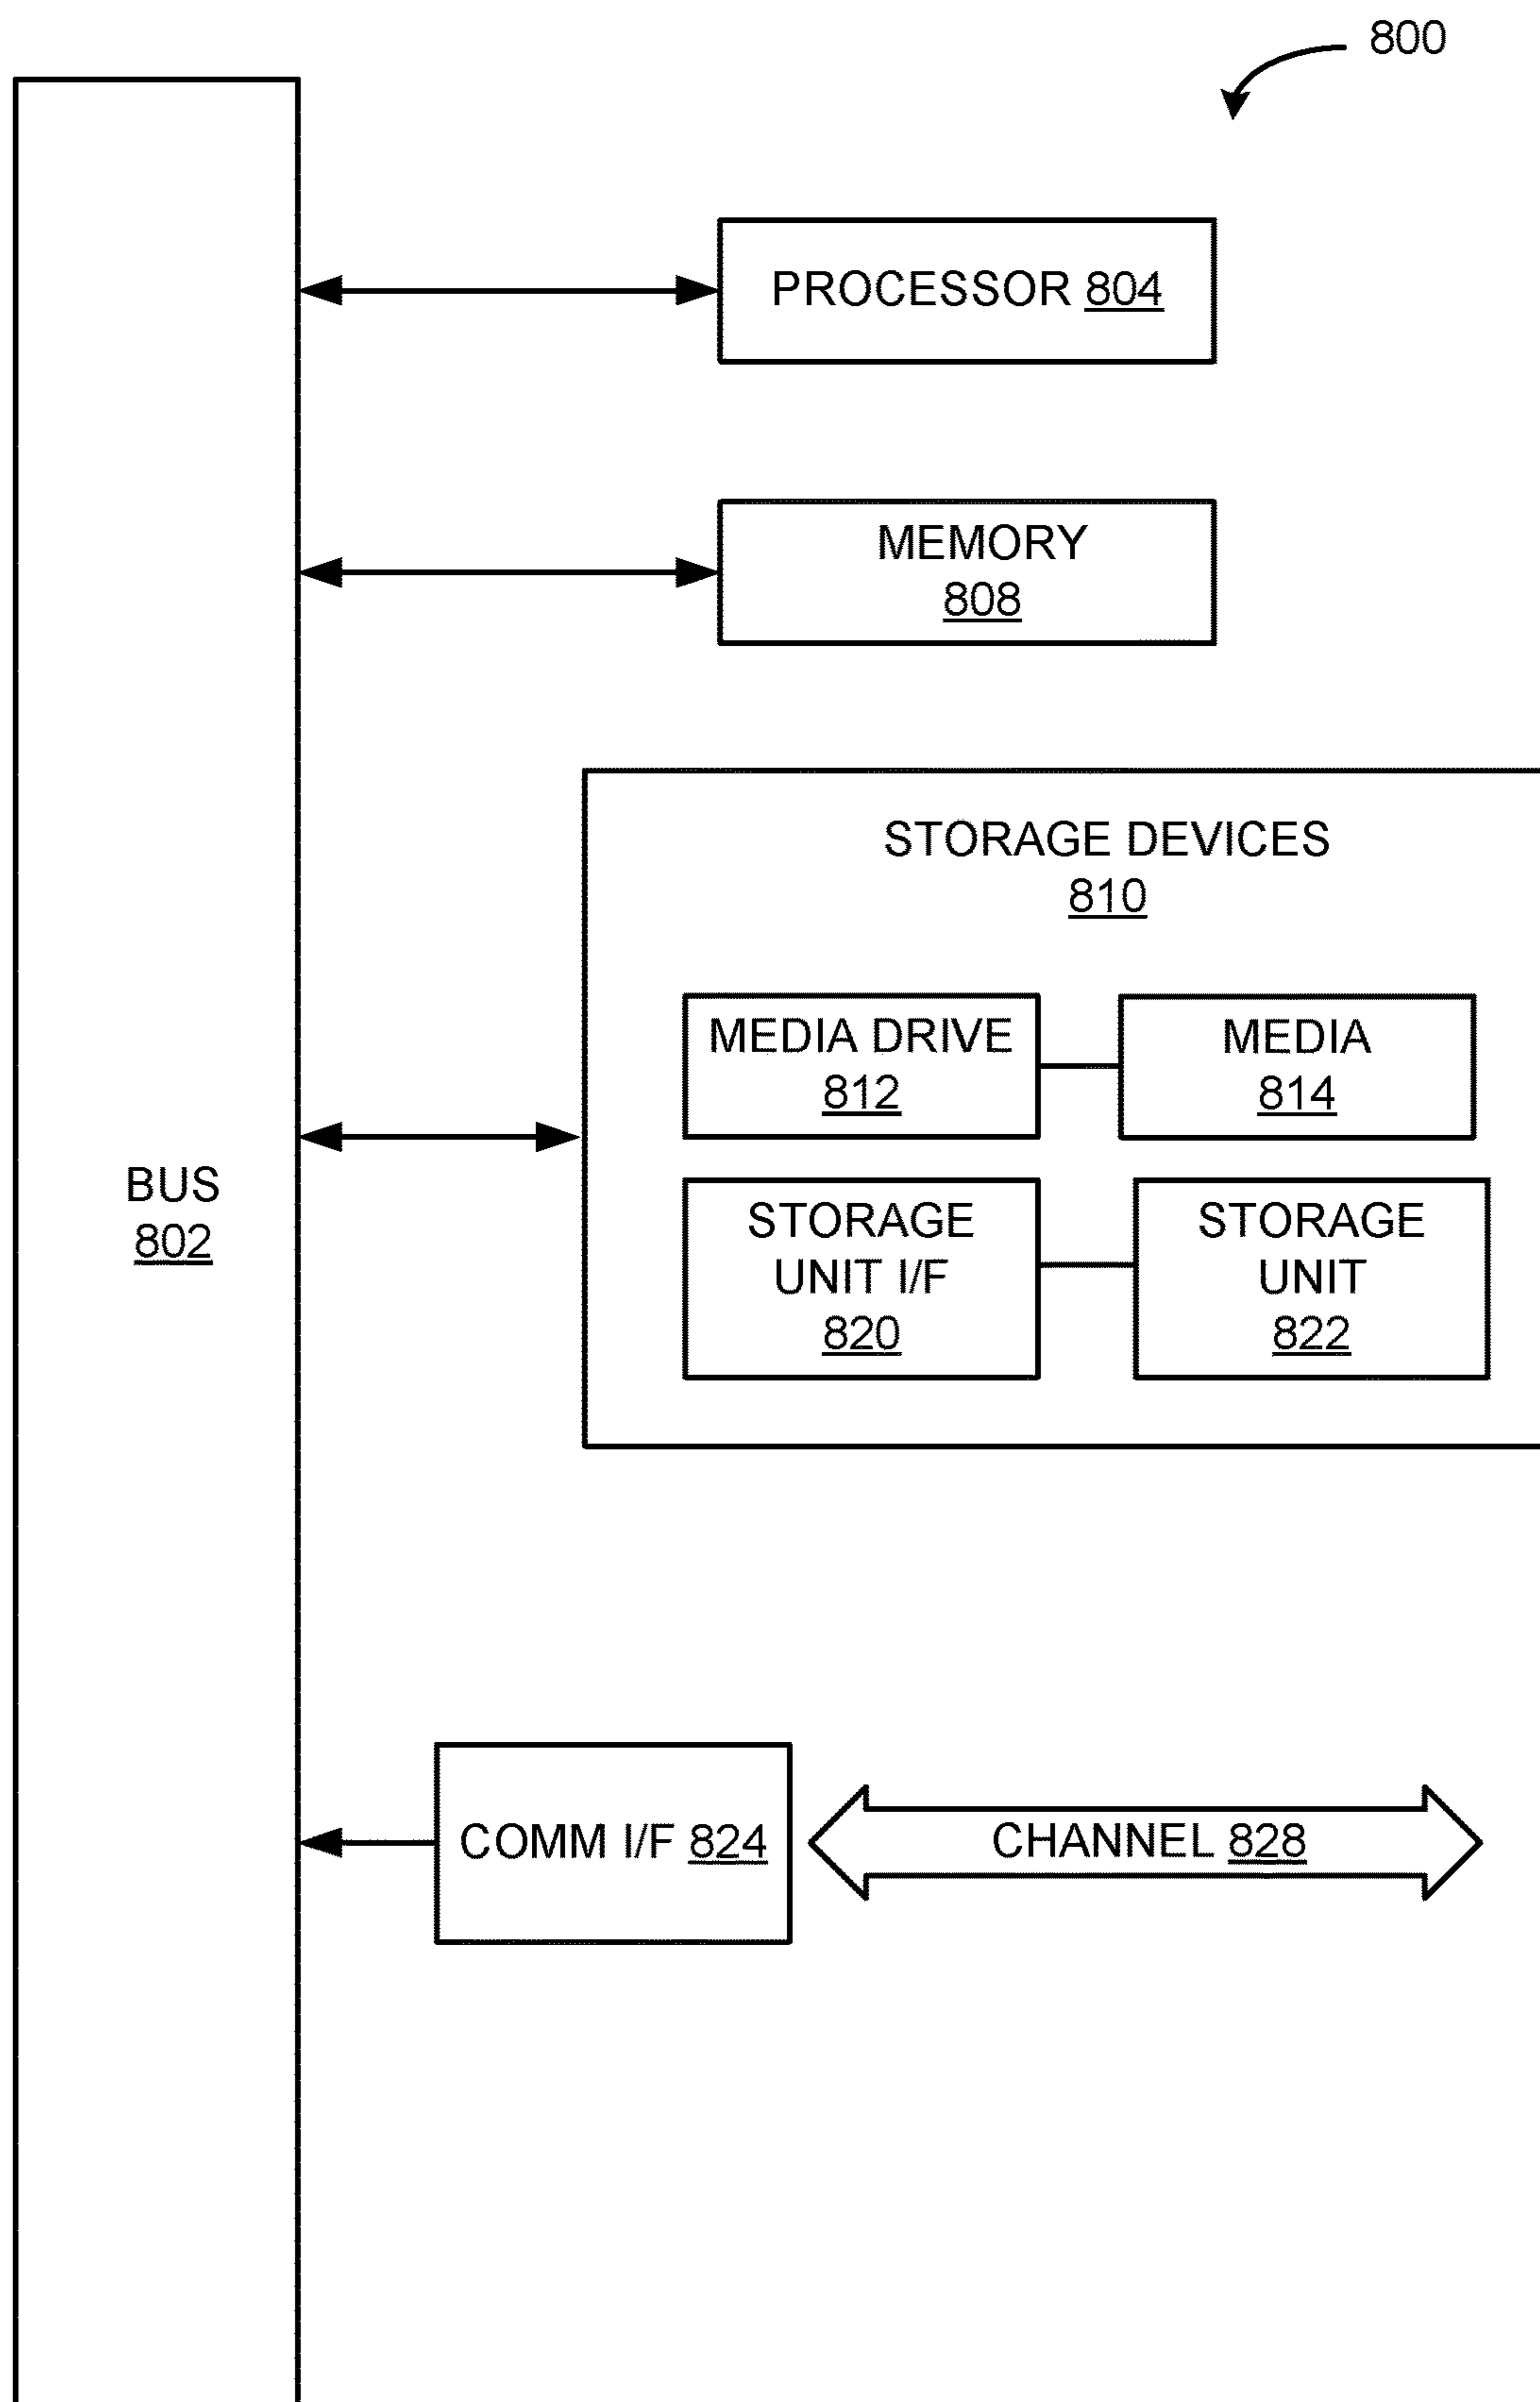 800
PROCESSOR 804
MEMORY
808
STORAGE DEVICES
810
MEDIA DRIVE
812
MEDIA
814
BUS
802
STORAGE
UNIT I/F
820
STORAGE
UNIT
822
COMM I/F 824
CHANNEL 828